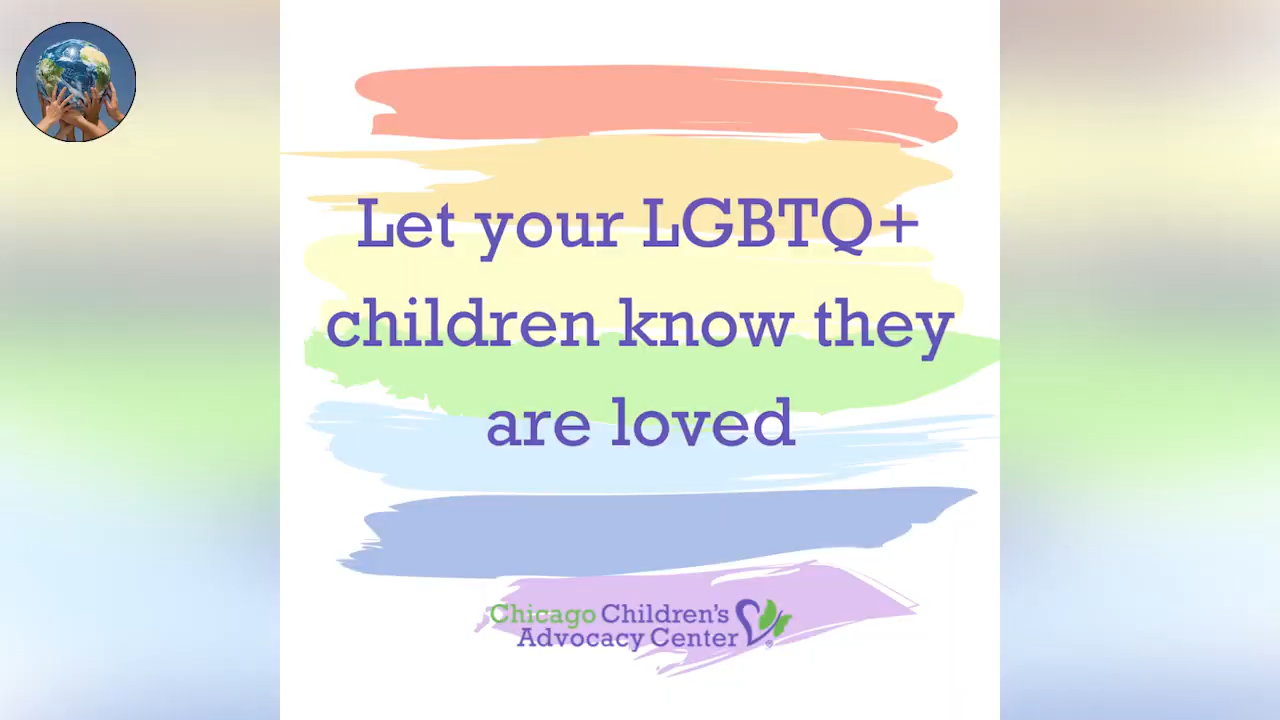 Let your LGBTQ+
children know they
are loved
Chicago Children's
Advocacy Center